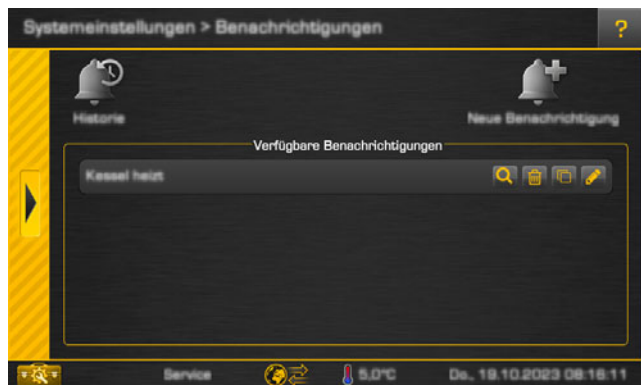 Systemeinstellungen > Benachrichtigungen
?
Historie
Neue Benachrichtigung
Verfügbare Benachrichtigungen
Kessel heizt
Service
5,0°C
Do., 19.10.2023 08:16:11